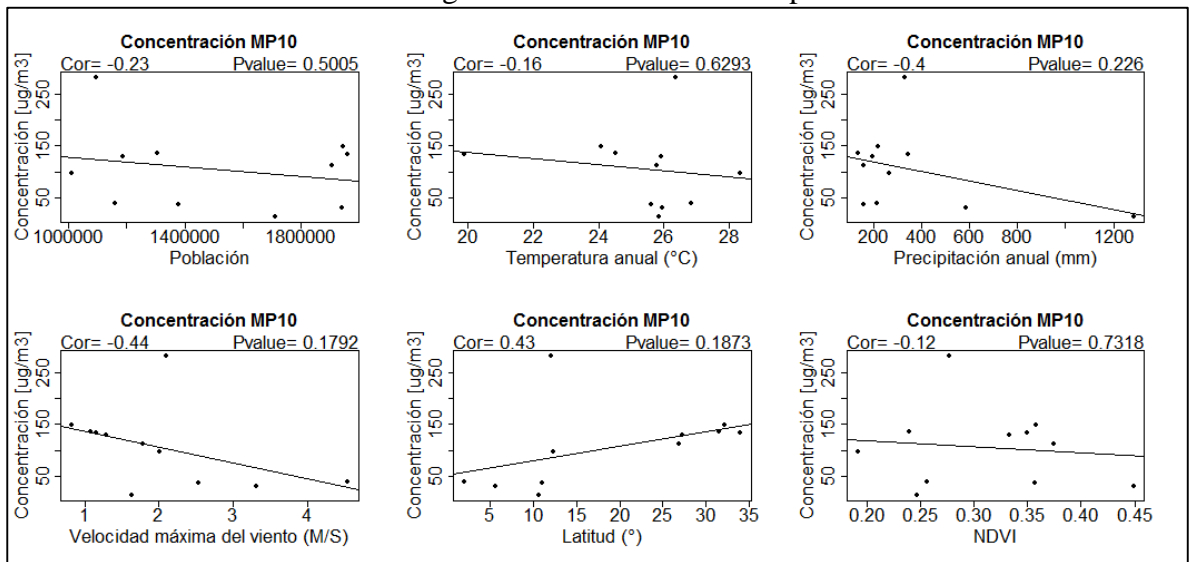 Concentración MP10
Cor= -0.23 Pvalue= 0.5005
Concentración [ug/m3]
50 150 250
1000000 1400000 1800000
Población
Concentración MP10
Cor= -0.16 Pvalue= 0.6293
Concentración [ug/m3]
50 150 250
20 22 24 26 28
Temperatura anual (°C)
Concentración MP10
Cor= -0.4 Pvalue= 0.226
Concentración [ug/m3]
50 150 250
200 400 600 800 1200
Precipitación anual (mm)
Concentración MP10
Cor= -0.44 Pvalue= 0.1792
Concentración [ug/m3]
50 150 250
1 2 3 4
Velocidad máxima del viento (M/S)
Concentración MP10
Cor= 0.43 Pvalue= 0.1873
Concentración [ug/m3]
50 150 250
5 10 15 20 25 30 35
Latitud (°)
Concentración MP10
Cor= -0.12 Pvalue= 0.7318
Concentración [ug/m3]
50 150 250
0.20 0.25 0.30 0.35 0.40 0.45
NDVI